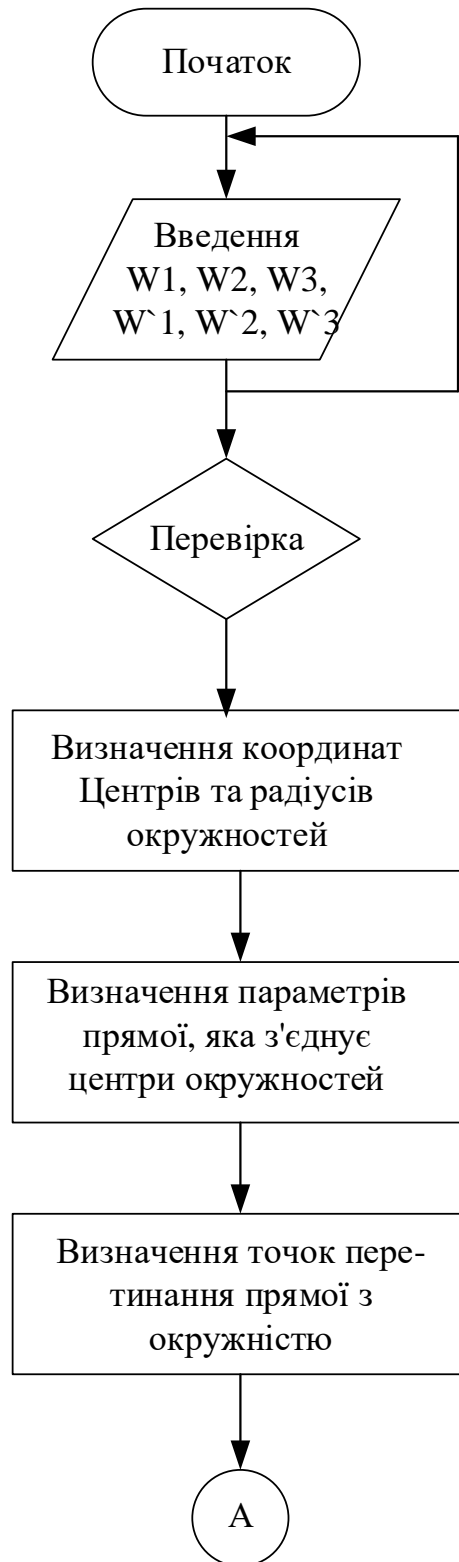 Початок
Введення
W1, W2, W3,
W`1, W`2, W`3
Перевірка
Визначення координат
Центрів та радіусів
окружностей
Визначення параметрів
прямої, яка з'єднує
центри окружностей
Визначення точок пере-
тинання прямої з
окружністю
А